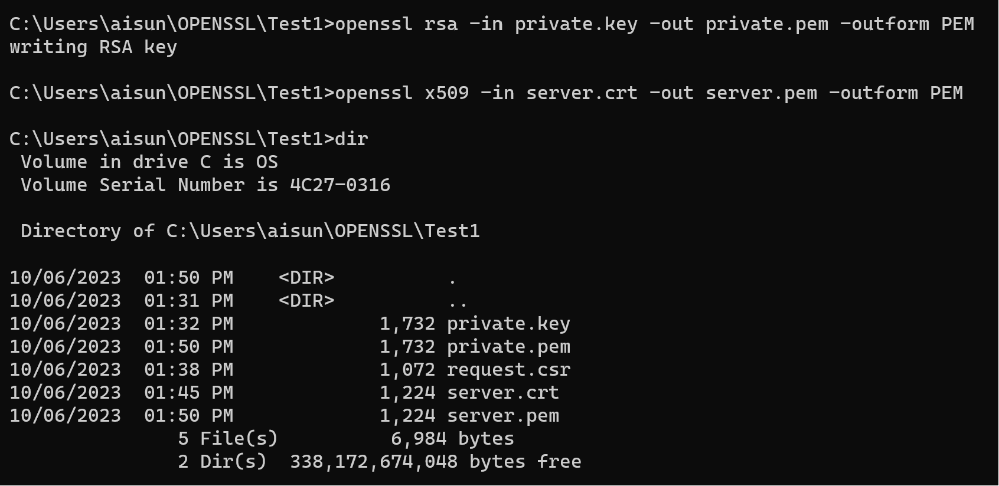 C:\Users\aisun\OPENSSL\Test1>openssl rsa -in private.key -out private.pem -outform PEM
writing RSA key
C:\Users\aisun\OPENSSL\Test1>openssl x509 -in server.crt -out server.pem -outform PEM
C:\Users\aisun\OPENSSL\Test1>dir
 Volume in drive C is OS
 Volume Serial Number is 4C27-0316
 Directory of C:\Users\aisun\OPENSSL\Test1
10/06/2023  01:50 PM    <DIR>          .
10/06/2023  01:31 PM    <DIR>          ..
10/06/2023  01:32 PM             1,732 private.key
10/06/2023  01:50 PM             1,732 private.pem
10/06/2023  01:38 PM             1,072 request.csr
10/06/2023  01:45 PM             1,224 server.crt
10/06/2023  01:50 PM             1,224 server.pem
               5 File(s)          6,984 bytes
               2 Dir(s)  338,172,674,048 bytes free